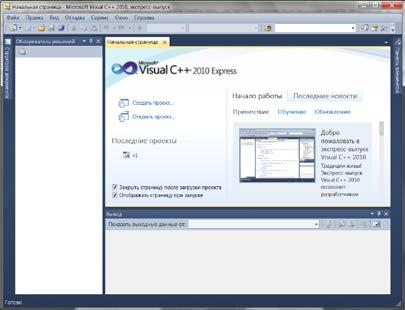 Начальная страница - Microsoft Visual C++ 2010, экспресс-выпуск
Файл Правка Вид Отладка Сервис Окно Справка
Обозреватель решений
Начальная страница
Microsoft
Visual C++ 2010 Express
Создать проект...
Открыть проект...
Последние проекты
v1
Закрыть страницу после загрузки проекта
Отображать страницу при запуске
Начало работы Последние новости
Приветствие Обучение Обновление
Добро
пожаловать в
экспресс-выпуск
Visual C++ 2010
Традиции живы!
Экспресс-выпуск
Visual C++ 2010
позволяет
разработчикам
Вывод
Показать выходные данные от:
Готово